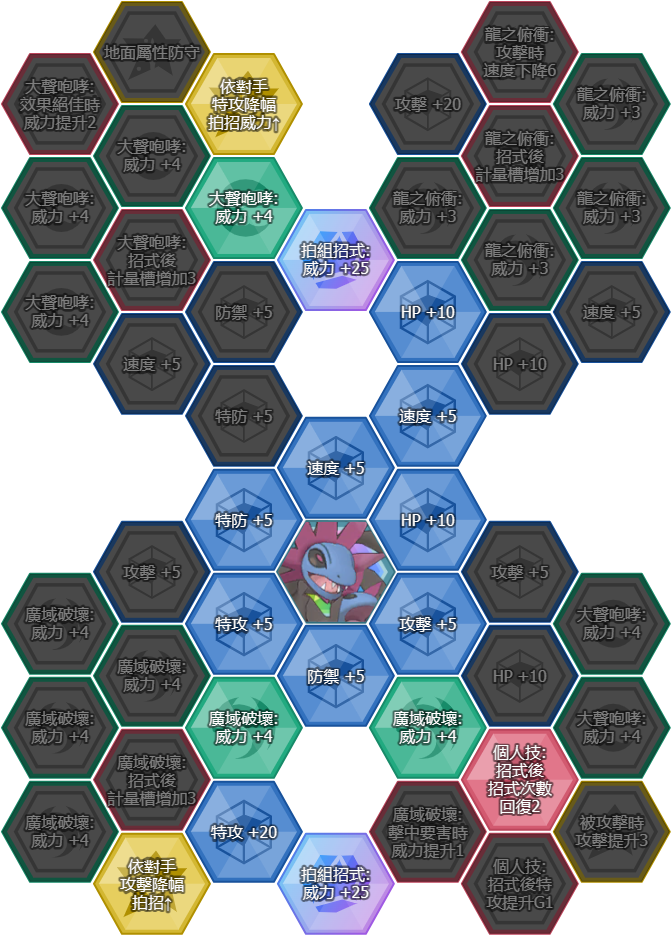 地面屬性防守
龍之俯衝:
攻擊時
速度下降6
大聲咆哮:
效果絕佳時
威力提升2
依對手
特攻降幅
拍招威力↑
攻擊 +20
龍之俯衝:
威力 +3
大聲咆哮:
威力 +4
龍之俯衝:
招式後
計量槽增加3
大聲咆哮:
威力 +4
大聲咆哮:
威力 +4
龍之俯衝:
威力 +3
龍之俯衝:
威力 +3
大聲咆哮:
招式後
計量槽增加3
拍組招式:
威力 +25
龍之俯衝:
威力 +3
大聲咆哮:
威力 +4
防禦 +5
HP +10
速度 +5
速度 +5
HP +10
特防 +5
速度 +5
速度 +5
特防 +5
HP +10
攻擊 +5
攻擊 +5
廣域破壞:
威力 +4
特攻 +5
攻擊 +5
大聲咆哮:
威力 +4
廣域破壞:
威力 +4
防禦 +5
HP +10
廣域破壞:
威力 +4
廣域破壞:
威力 +4
廣域破壞:
威力 +4
大聲咆哮:
威力 +4
廣域破壞:
招式後
計量槽增加3
個人技:
招式後
招式次數
回復2
廣域破壞:
威力 +4
特攻 +20
廣域破壞:
擊中要害時
威力提升1
被攻擊時
攻擊提升3
依對手
攻擊降幅
拍招↑
拍組招式:
威力 +25
個人技:
招式後特
攻提升G1